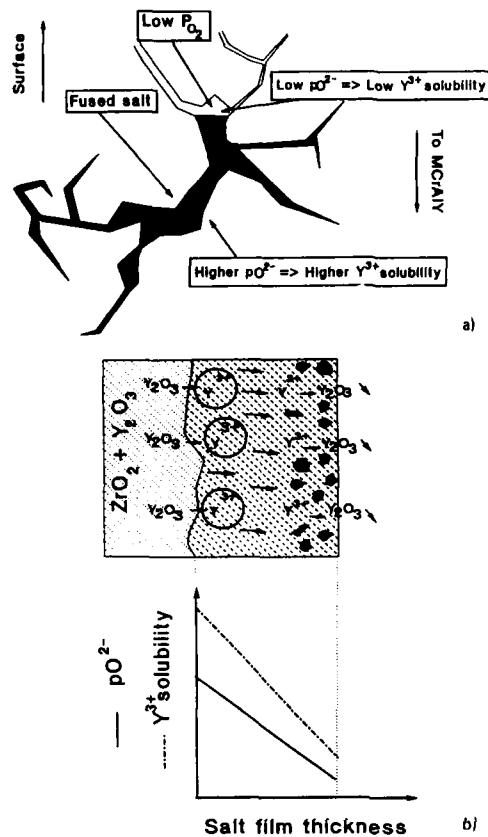 Surface
Low P O₂
Fused salt
Low pO²⁻ => Low Y³⁺ solubility
To MCrAlY
Higher pO²⁻ => Higher Y³⁺ solubility
a)
ZrO₂ + Y₂O₃
Y₂O₃ Y³⁺ Y³⁺ Y₂O₃
Y₂O₃ Y³⁺ Y³⁺ Y₂O₃
Y₂O₃ Y³⁺ Y³⁺ Y₂O₃
— pO²⁻
Y³⁺ solubility
Salt film thickness
b)